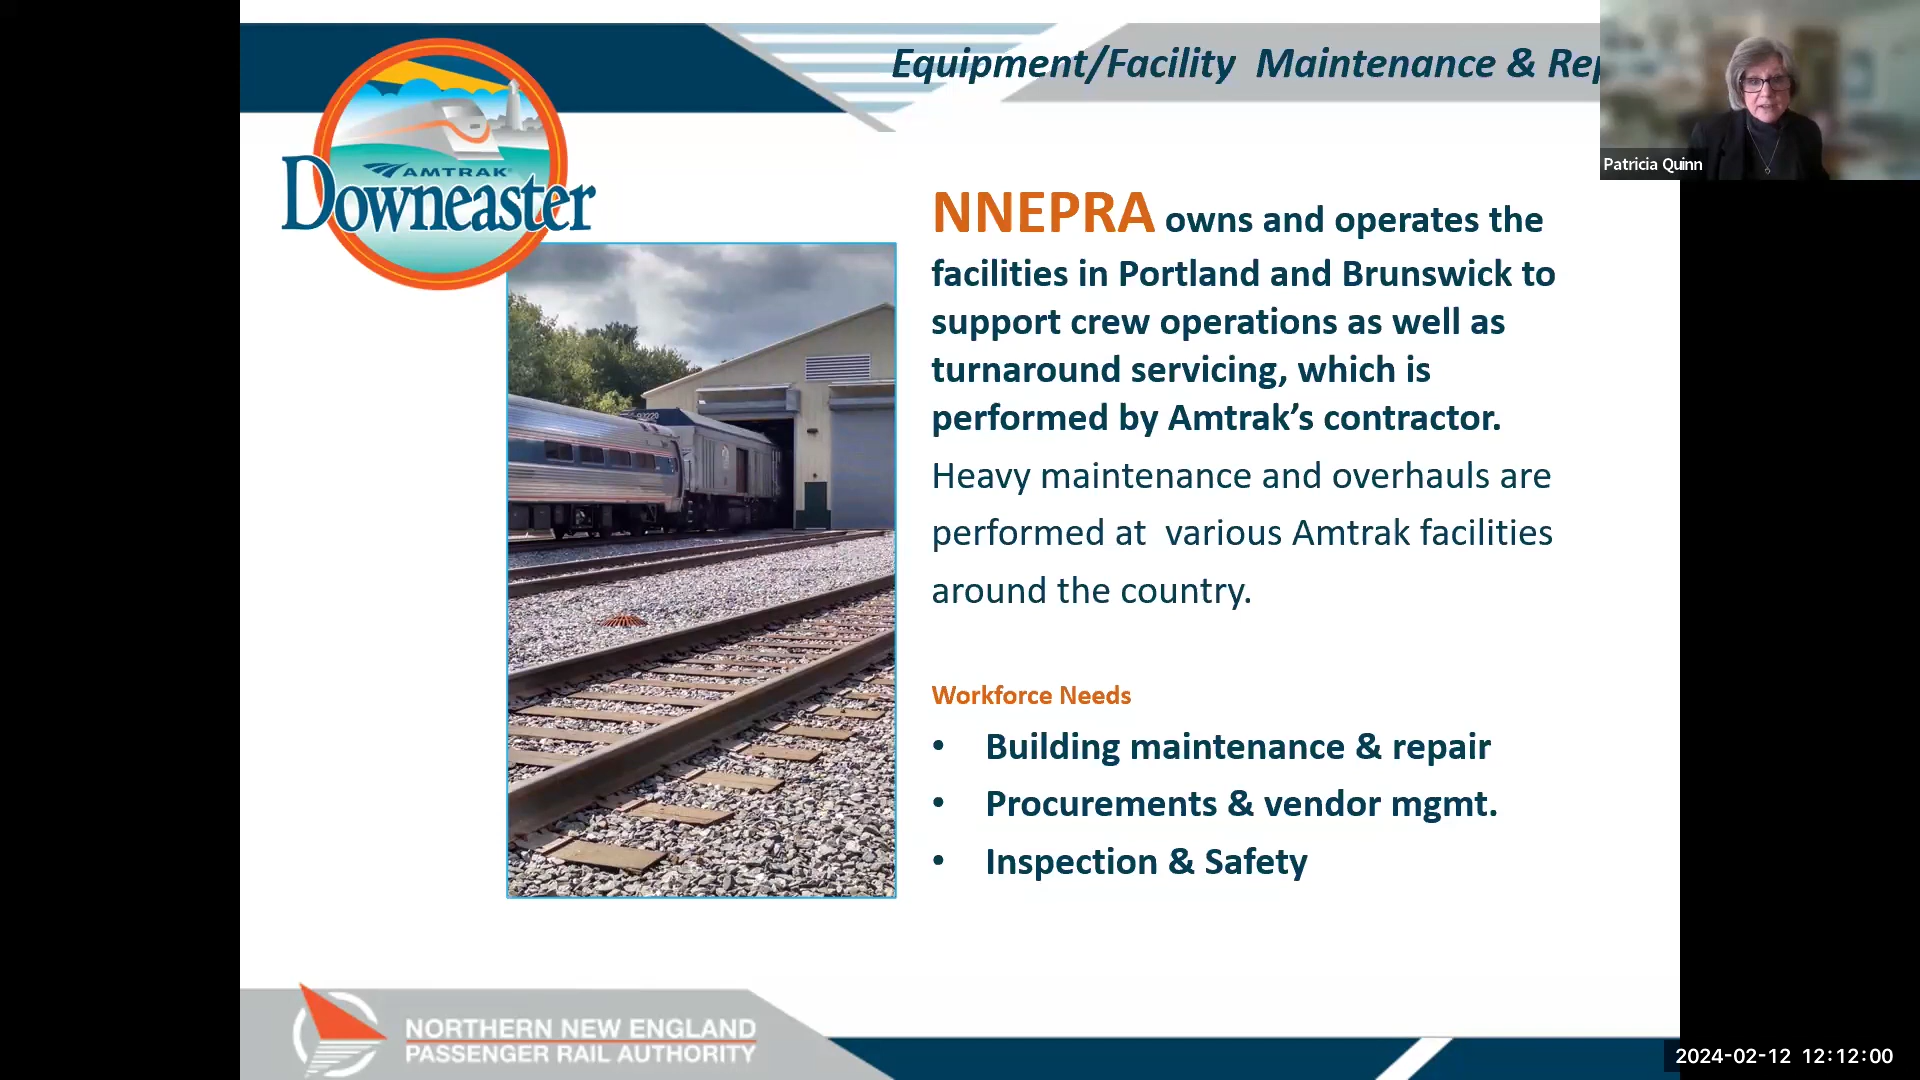 Equipment/Facility Maintenance & Rep
Patricia Quinn
AMTRAK
Downeaster
NNEPRA owns and operates the
facilities in Portland and Brunswick to
support crew operations as well as
turnaround servicing, which is
performed by Amtrak’s contractor.
Heavy maintenance and overhauls are
performed at various Amtrak facilities
around the country.
Workforce Needs
• Building maintenance & repair
• Procurements & vendor mgmt.
• Inspection & Safety
NORTHERN NEW ENGLAND
PASSENGER RAIL AUTHORITY
2024-02-12 12:12:00